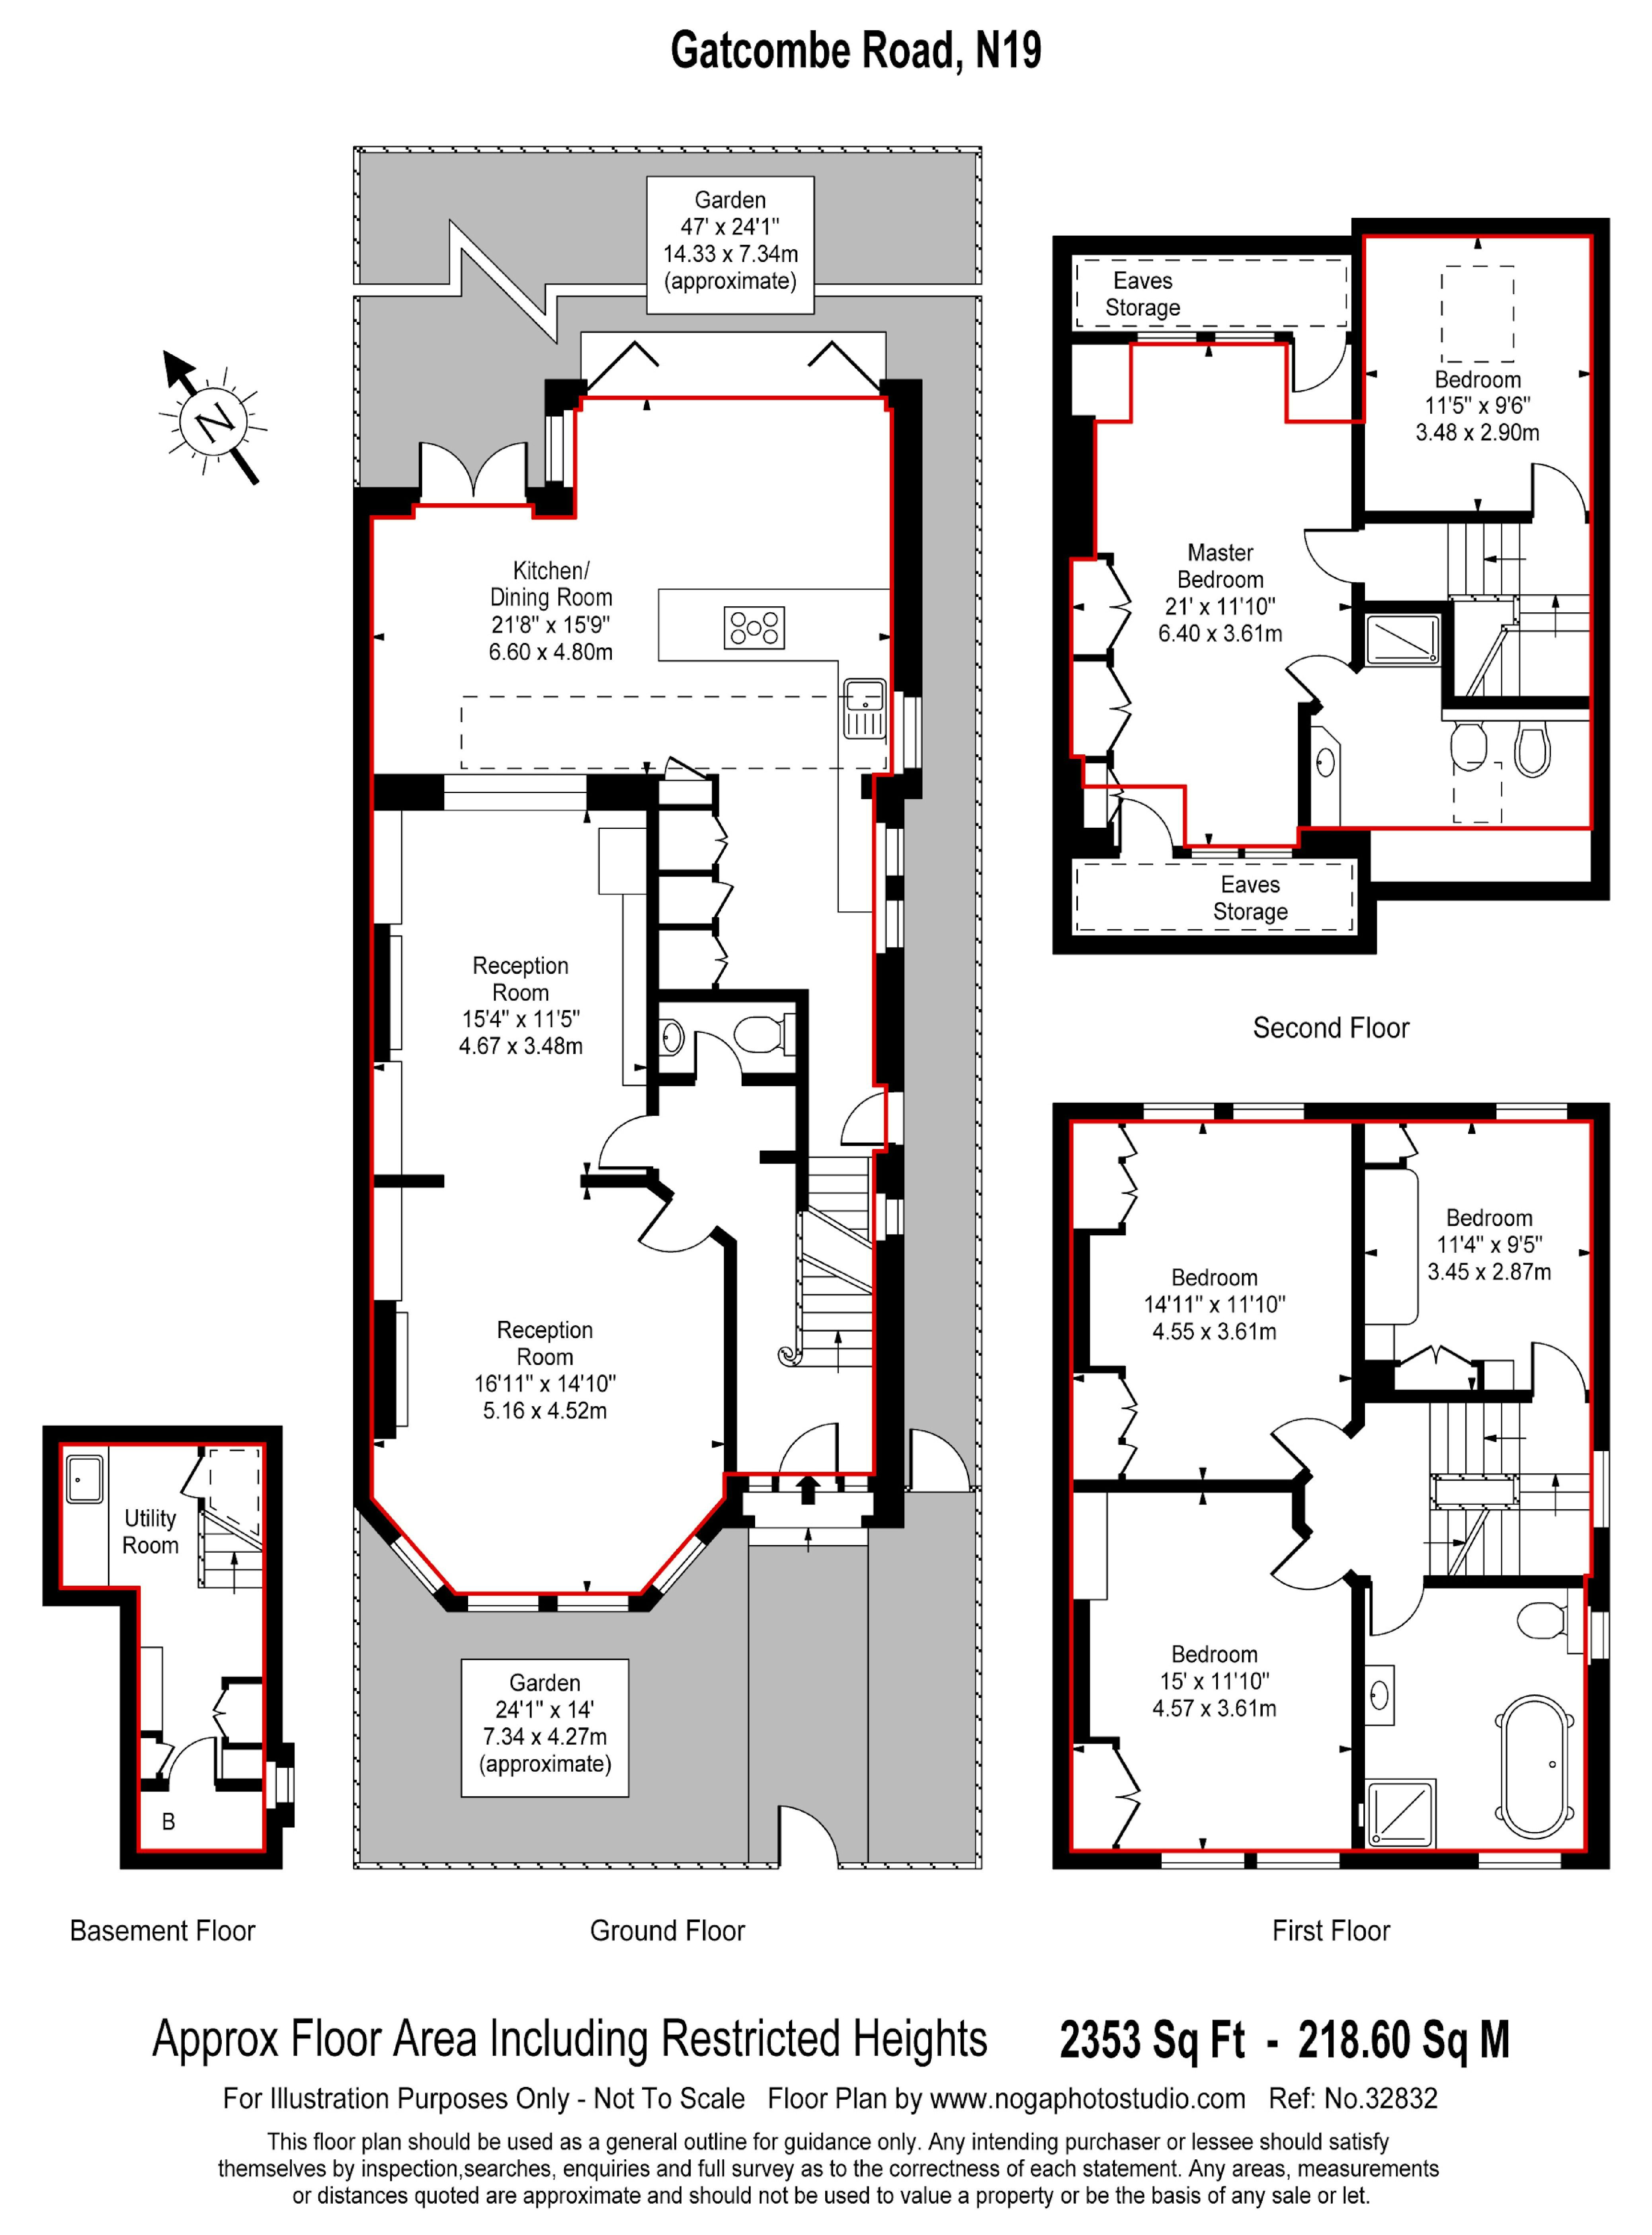 Gatcombe Road, N19
Garden
47' x 24'1"
14.33 x 7.34m
(approximate)
N
Kitchen/
Dining Room
21'8" x 15'9"
6.60 x 4.80m
Reception
Room
15'4" x 11'5"
4.67 x 3.48m
Reception
Room
16'11" x 14'10"
5.16 x 4.52m
Garden
24'1" x 14'
7.34 x 4.27m
(approximate)
Eaves
Storage
Bedroom
11'5" x 9'6"
3.48 x 2.90m
Master
Bedroom
21' x 11'10"
6.40 x 3.61m
Eaves
Storage
Second Floor
Bedroom
11'4" x 9'5"
3.45 x 2.87m
Bedroom
14'11" x 11'10"
4.55 x 3.61m
Bedroom
15' x 11'10"
4.57 x 3.61m
Utility
Room
B
Basement Floor
Ground Floor
First Floor
Approx Floor Area Including Restricted Heights 2353 Sq Ft - 218.60 Sq M
For Illustration Purposes Only - Not To Scale Floor Plan by www.nogaphotostudio.com Ref: No.32832
This floor plan should be used as a general outline for guidance only. Any intending purchaser or lessee should satisfy
themselves by inspection,searches, enquiries and full survey as to the correctness of each statement. Any areas, measurements
or distances quoted are approximate and should not be used to value a property or be the basis of any sale or let.